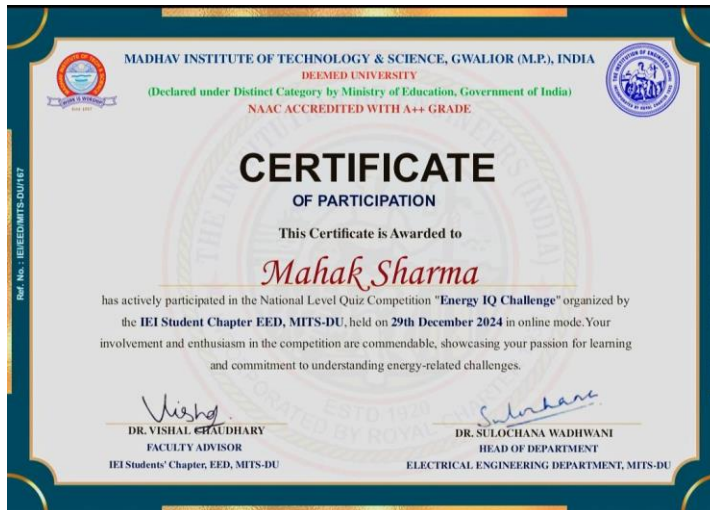 MADHAV INSTITUTE OF TECHNOLOGY & SCIENCE, GWALIOR (M.P.), INDIA
DEEMED UNIVERSITY
(Declared under Distinct Category by Ministry of Education, Government of India)
NAAC ACCREDITED WITH A++ GRADE
WORK IS WORSHIP
Ref. No. : IEI/EED/MITS-DU/167
CERTIFICATE
OF PARTICIPATION
This Certificate is Awarded to
Mahak Sharma
has actively participated in the National Level Quiz Competition "Energy IQ Challenge" organized by
the IEI Student Chapter EED, MITS-DU, held on 29th December 2024 in online mode.Your
involvement and enthusiasm in the competition are commendable, showcasing your passion for learning
and commitment to understanding energy-related challenges.
Vishal
Sulochana
DR. VISHAL CHAUDHARY
FACULTY ADVISOR
IEI Students' Chapter, EED, MITS-DU
DR. SULOCHANA WADHWANI
HEAD OF DEPARTMENT
ELECTRICAL ENGINEERING DEPARTMENT, MITS-DU